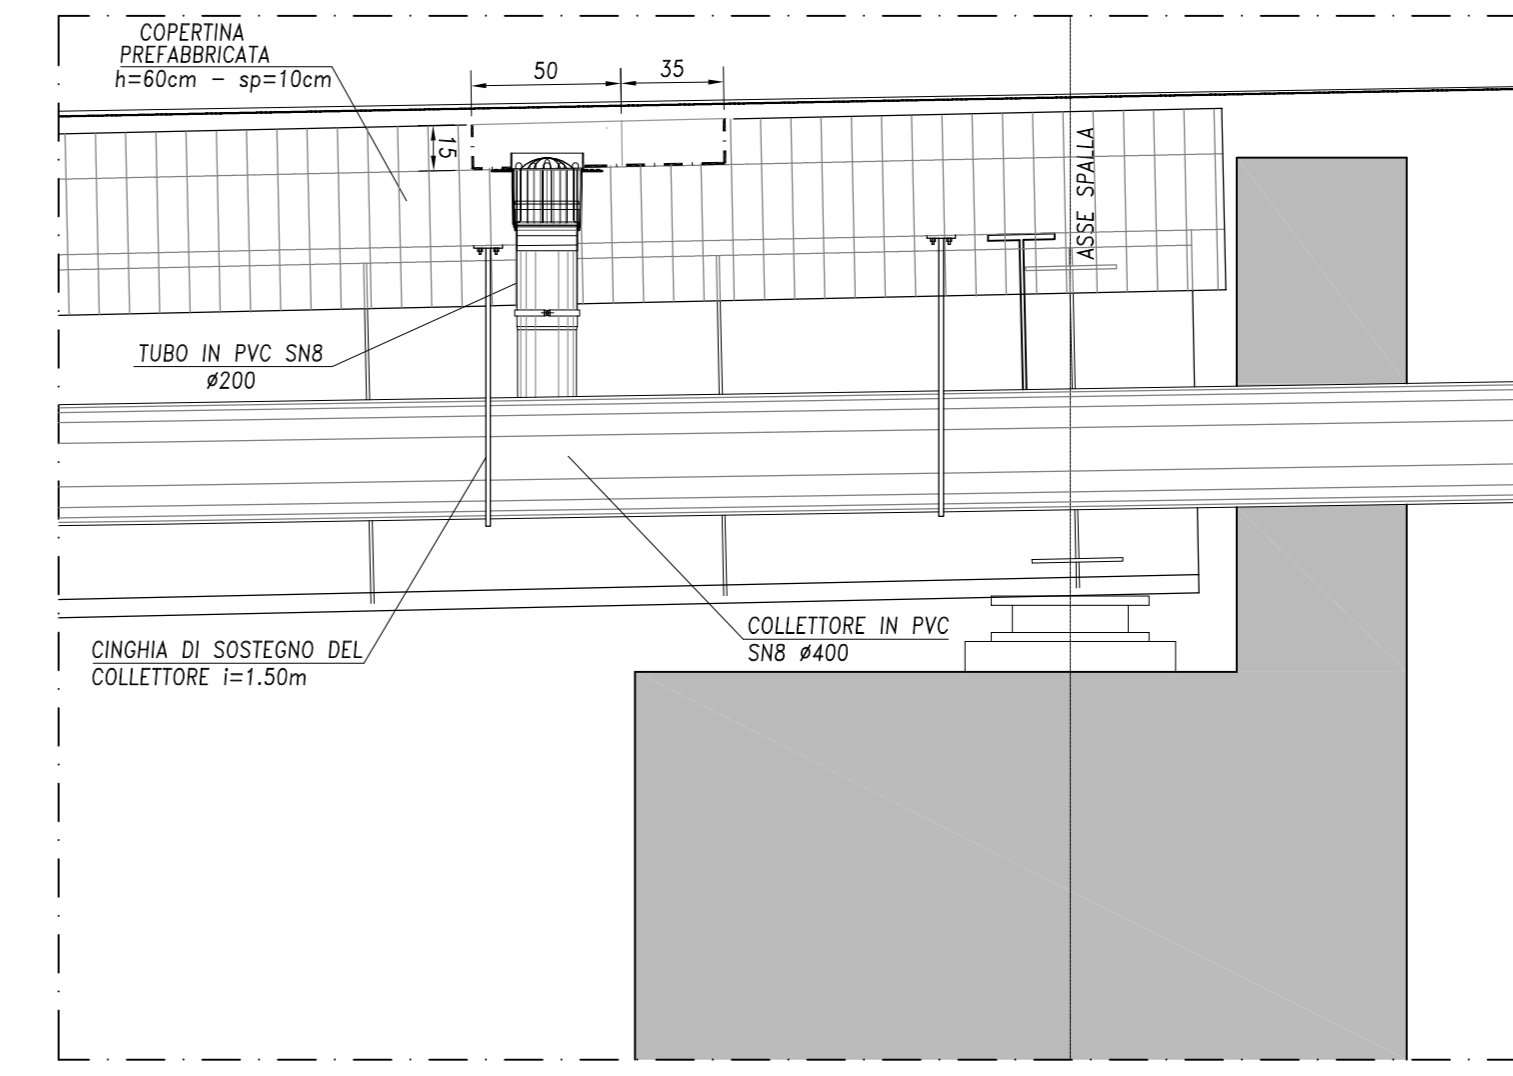 COPERTINA
PREFABBRICATA
h=60cm - sp=10cm
50
35
15
ASSE SPALLA
TUBO IN PVC SN8
ø200
CINGHIA DI SOSTEGNO DEL
COLLETTORE i=1.50m
COLLETTORE IN PVC
SN8 ø400